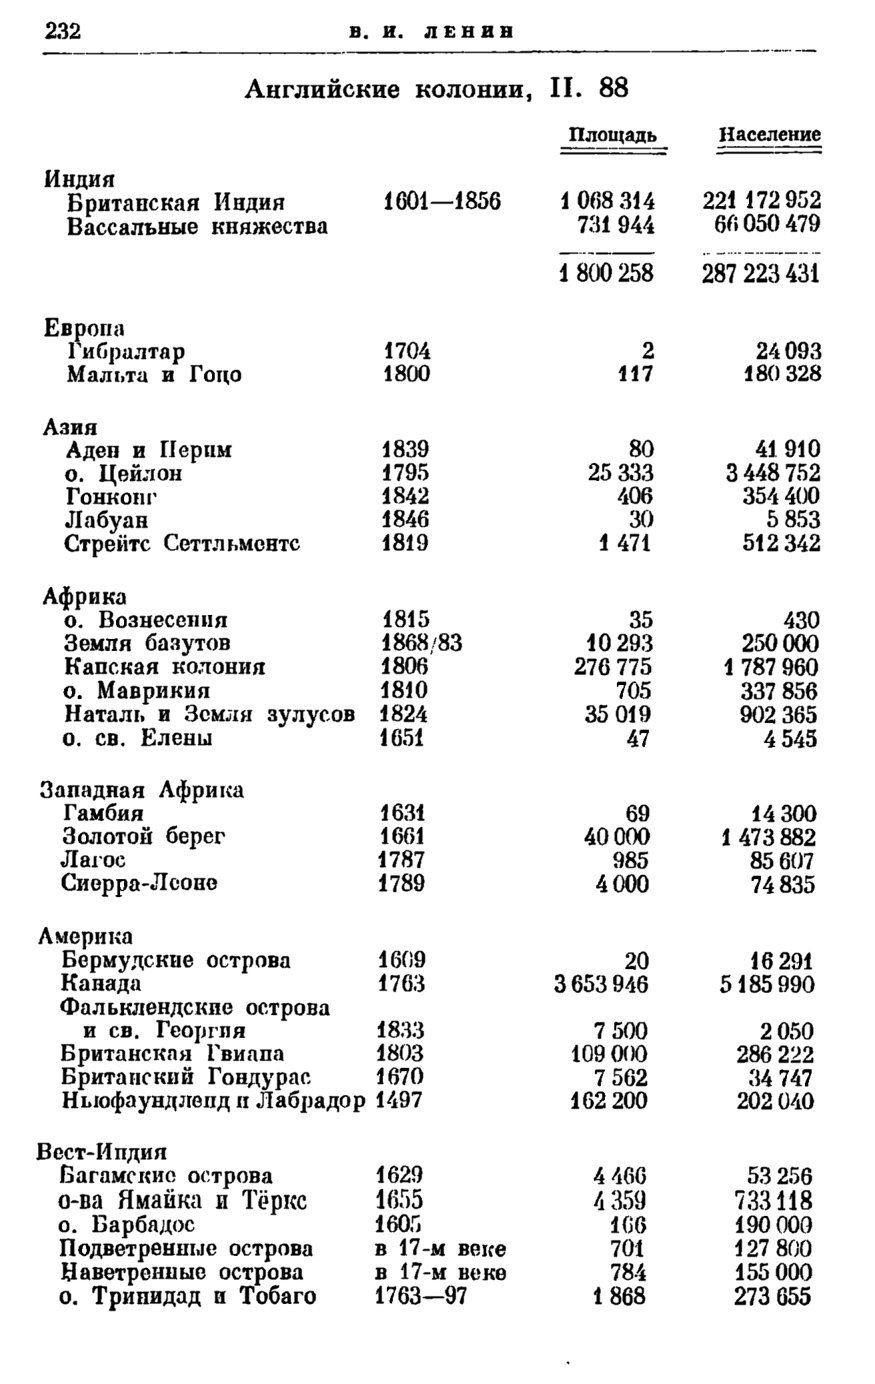 232 В. И. ЛЕНИН
Английские колонии, II. 88
Площадь Население
Индия
Британская Индия 1601—1856 1 068 314 221 172 952
Вассальные княжества 731 944 66 050 479
1 800 258 287 223 431
Европа
Гибралтар 1704 2 24 093
Мальта и Гоцо 1800 117 180 328
Азия
Аден и Перим 1839 80 41 910
о. Цейлон 1795 25 333 3 448 752
Гонконг 1842 406 354 400
Лабуан 1846 30 5 853
Стрейтс Сеттльментс 1819 1 471 512 342
Африка
о. Вознесения 1815 35 430
Земля базутов 1868/83 10 293 250 000
Капская колония 1806 276 775 1 787 960
о. Маврикия 1810 705 337 856
Наталь и Земля зулусов 1824 35 019 902 365
о. св. Елены 1651 47 4 545
Западная Африка
Гамбия 1631 69 14 300
Золотой берег 1661 40 000 1 473 882
Лагос 1787 985 85 607
Сиерра-Леоне 1789 4 000 74 835
Америка
Бермудские острова 1609 20 16 291
Канада 1763 3 653 946 5 185 990
Фальклендские острова
и св. Георгия 1833 7 500 2 050
Британская Гвиана 1803 109 000 286 222
Британский Гондурас 1670 7 562 34 747
Ньюфаундленд и Лабрадор 1497 162 200 202 040
Вест-Индия
Багамские острова 1629 4 466 53 256
о-ва Ямайка и Тёркс 1655 4 359 733 118
о. Барбадос 1605 166 190 000
Подветренные острова в 17-м веке 701 127 800
Наветренные острова в 17-м веке 784 155 000
о. Тринидад и Тобаго 1763—97 1 868 273 655